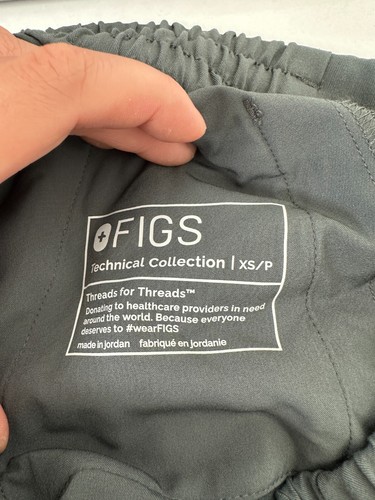 FIGS
Technical Collection | XS/P
Threads for Threads™
Donating to healthcare providers in need
around the world. Because everyone
deserves to #wearFIGS
made in jordan fabriqué en jordanie